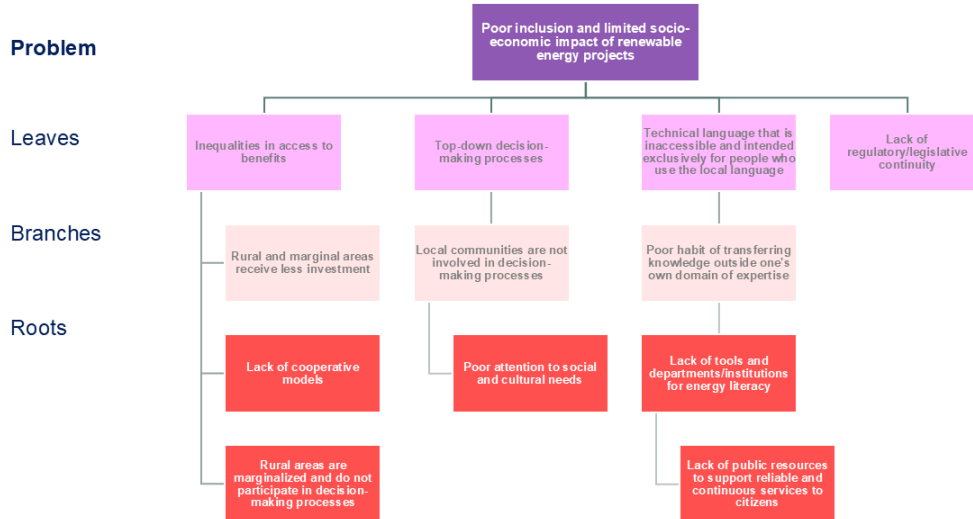 Problem
Poor inclusion and limited socio-
economic impact of renewable
energy projects
Leaves
Inequalities in access to
benefits
Top-down decision-
making processes
Technical language that is
inaccessible and intended
exclusively for people who
use the local language
Lack of
regulatory/legislative
continuity
Branches
Rural and marginal areas
receive less investment
Local communities are not
involved in decision-
making processes
Poor habit of transferring
knowledge outside one's
own domain of expertise
Roots
Lack of cooperative
models
Poor attention to social
and cultural needs
Lack of tools and
departments/institutions
for energy literacy
Rural areas are
marginalized and do not
participate in decision-
making processes
Lack of public resources
to support reliable and
continuous services to
citizens